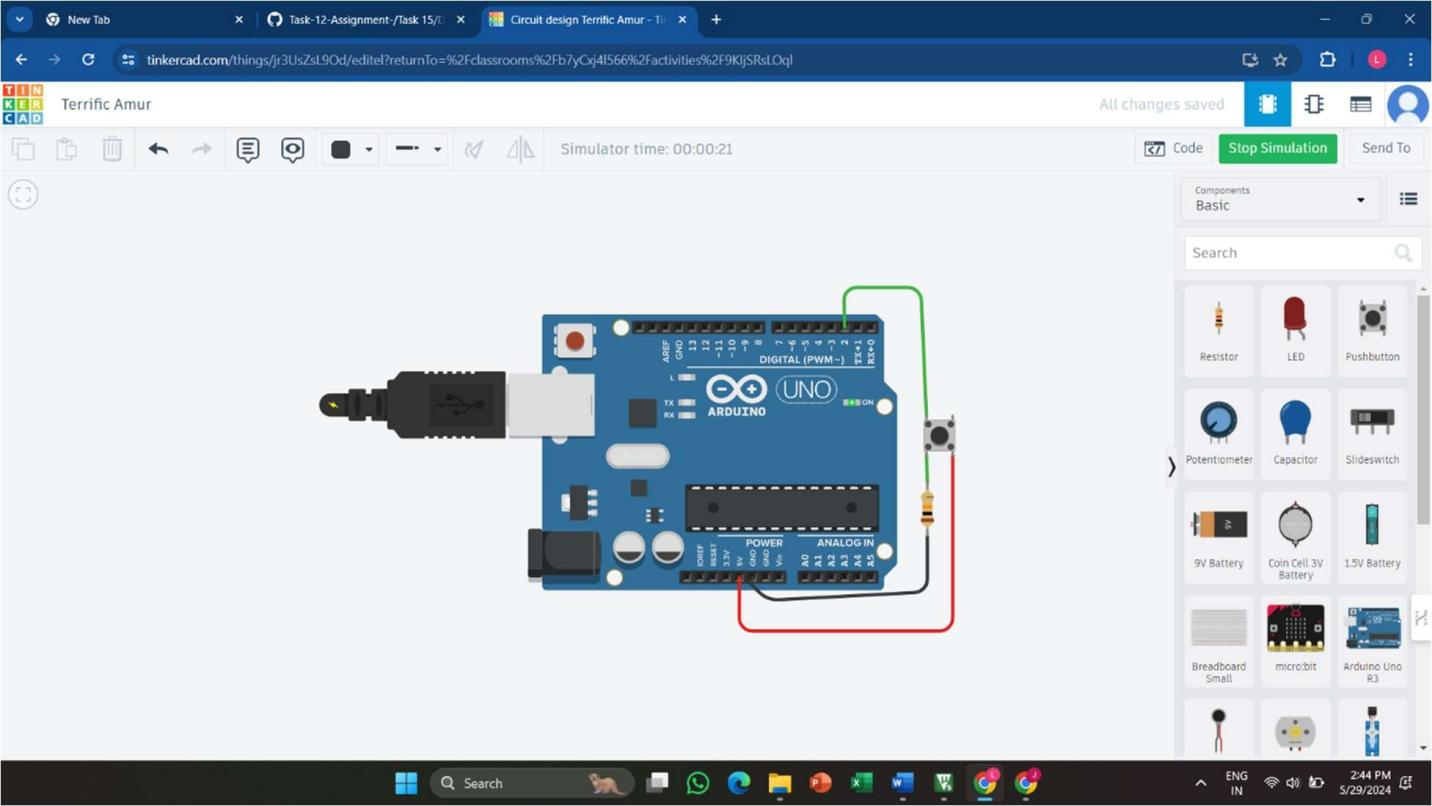 New Tab
Task-12-Assignment-/Task 15/D
Circuit design Terrific Amur - Tin
tinkercad.com/things/jr3UsZsL9Od/editel?returnTo=%2Fclassrooms%2Fb7yCxj4l566%2Factivities%2F9KljSRsLOql
L
TIN
KER
CAD
Terrific Amur
All changes saved
Simulator time: 00:00:21
Code
Stop Simulation
Send To
Components
Basic
Search
Resistor
LED
Pushbutton
Potentiometer
Capacitor
Slideswitch
9V
9V Battery
Coin Cell 3V
Battery
1.5V Battery
Breadboard
Small
micro:bit
Arduino Uno
R3
AREF
GND
13
12
~11
~10
~9
8
7
~6
~5
4
~3
2
TX→1
RX←0
DIGITAL (PWM~)
L
TX
RX
ARDUINO
UNO
ON
POWER
ANALOG IN
IOREF
RESET
3.3V
5V
GND
GND
Vin
A0
A1
A2
A3
A4
A5
Search
L
J
ENG
IN
2:44 PM
5/29/2024